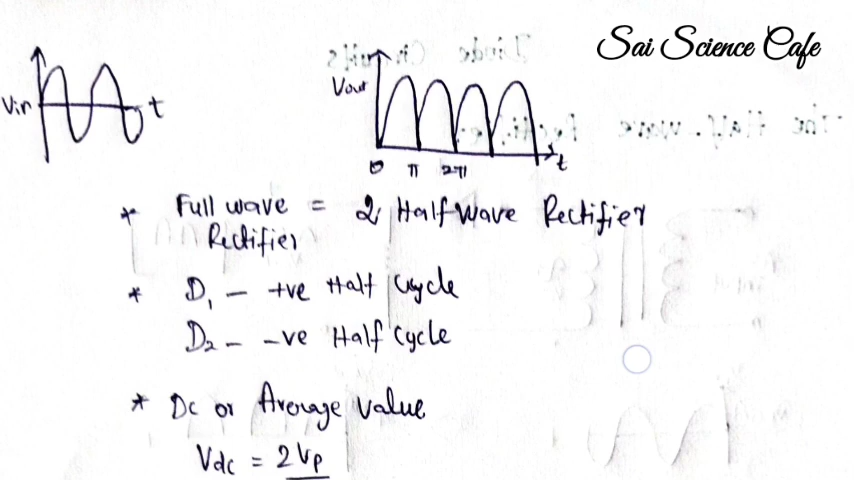 Sai Science Cafe
Vin
t
Vout
0 π 2π t
* Full wave = 2 Half Wave Rectifier
Rectifier
* D₁ - +ve Half Cycle
D₂ - -ve Half Cycle
* Dc or Average value
Vdc = 2Vp